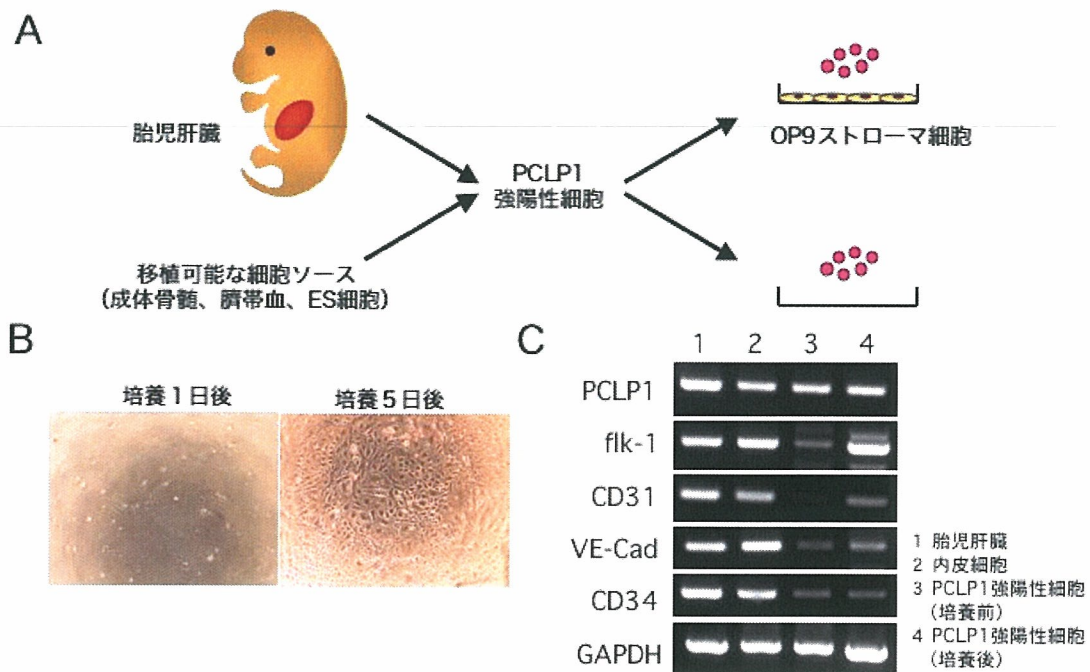 A
胎児肝臓
PCLP1
強陽性細胞
OP9ストローマ細胞
移植可能な細胞ソース
(成体骨髄、臍帯血、ES細胞)
B
培養1日後
培養5日後
C
1 2 3 4
PCLP1
flk-1
CD31
VE-Cad
CD34
GAPDH
1 胎児肝臓
2 内皮細胞
3 PCLP1強陽性細胞
(培養前)
4 PCLP1強陽性細胞
(培養後)